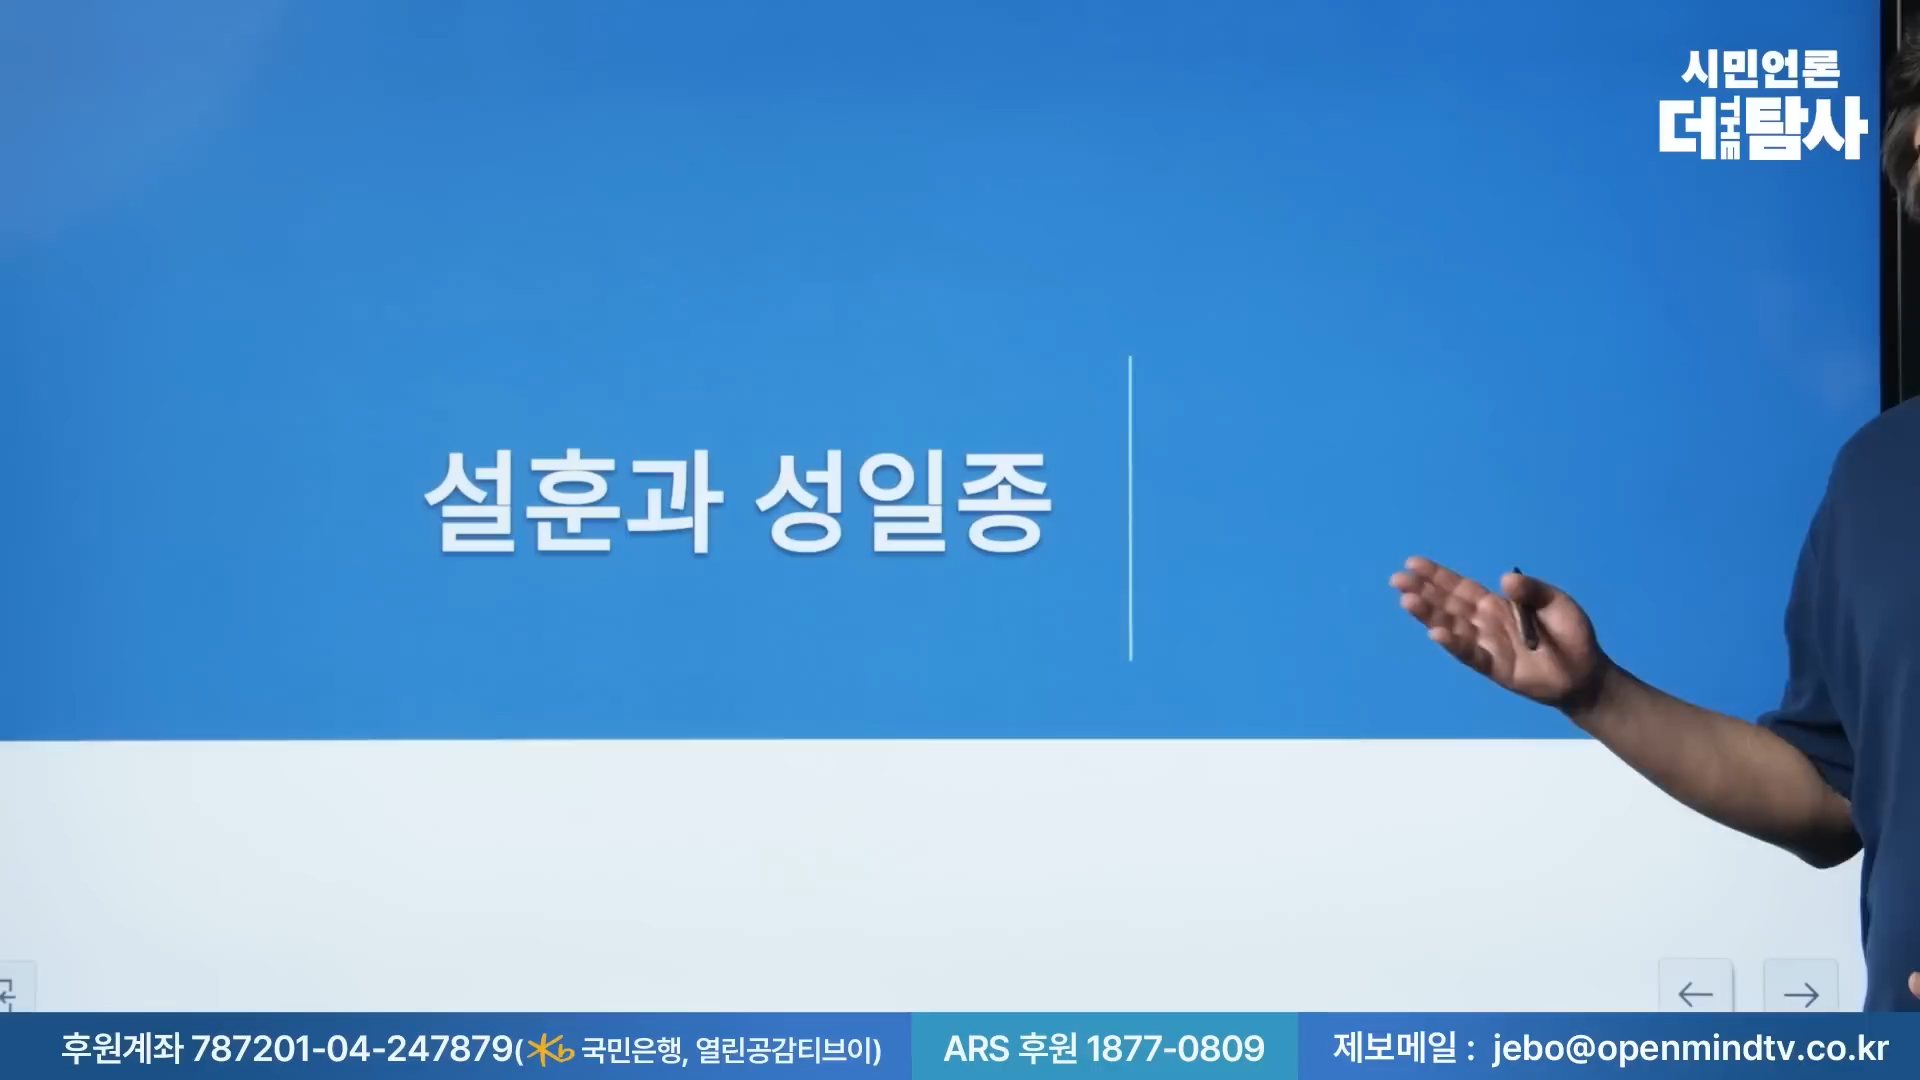 시민언론
더탐사
설훈과 성일종
후원계좌 787201-04-247879(국민은행, 열린공감티브이)
ARS 후원 1877-0809
제보메일 : jebo@openmindtv.co.kr